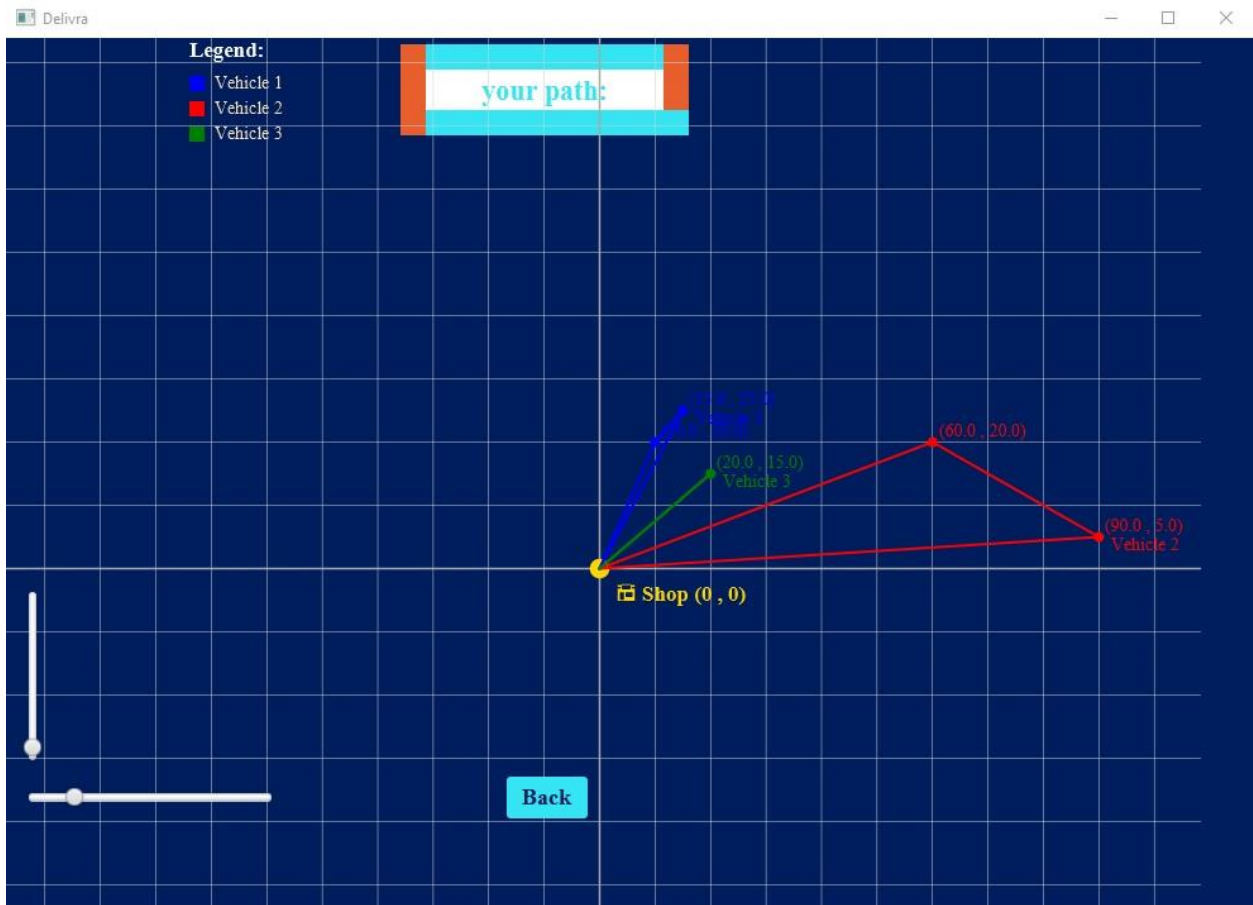 Delivra
Legend:
Vehicle 1
Vehicle 2
Vehicle 3
your path:
(60.0 , 20.0)
(20.0 , 15.0)
Vehicle 3
(90.0 , 5.0)
Vehicle 2
Shop (0 , 0)
Back